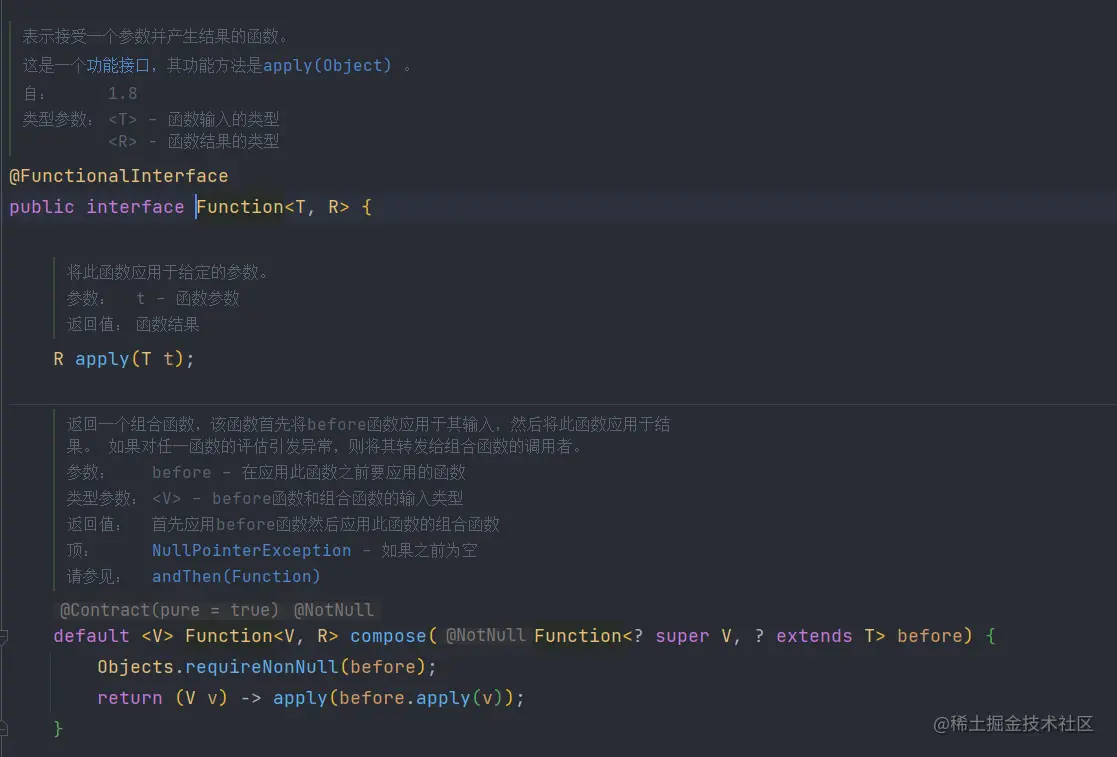 表示接受一个参数并产生结果的函数。
这是一个功能接口，其功能方法是apply(Object) 。
自： 1.8
类型参数： <T> – 函数输入的类型
<R> – 函数结果的类型
@FunctionalInterface
public interface Function<T, R> {
将此函数应用于给定的参数。
参数： t – 函数参数
返回值： 函数结果
R apply(T t);
返回一个组合函数，该函数首先将before函数应用于其输入，然后将此函数应用于结
果。 如果对任一函数的评估引发异常，则将其转发给组合函数的调用者。
参数： before – 在应用此函数之前要应用的函数
类型参数： <V> – before函数和组合函数的输入类型
返回值： 首先应用before函数然后应用此函数的组合函数
顶： NullPointerException – 如果之前为空
请参见： andThen(Function)
@Contract(pure = true) @NotNull
default <V> Function<V, R> compose( @NotNull Function<? super V, ? extends T> before) {
Objects.requireNonNull(before);
return (V v) -> apply(before.apply(v));
}
@稀土掘金技术社区